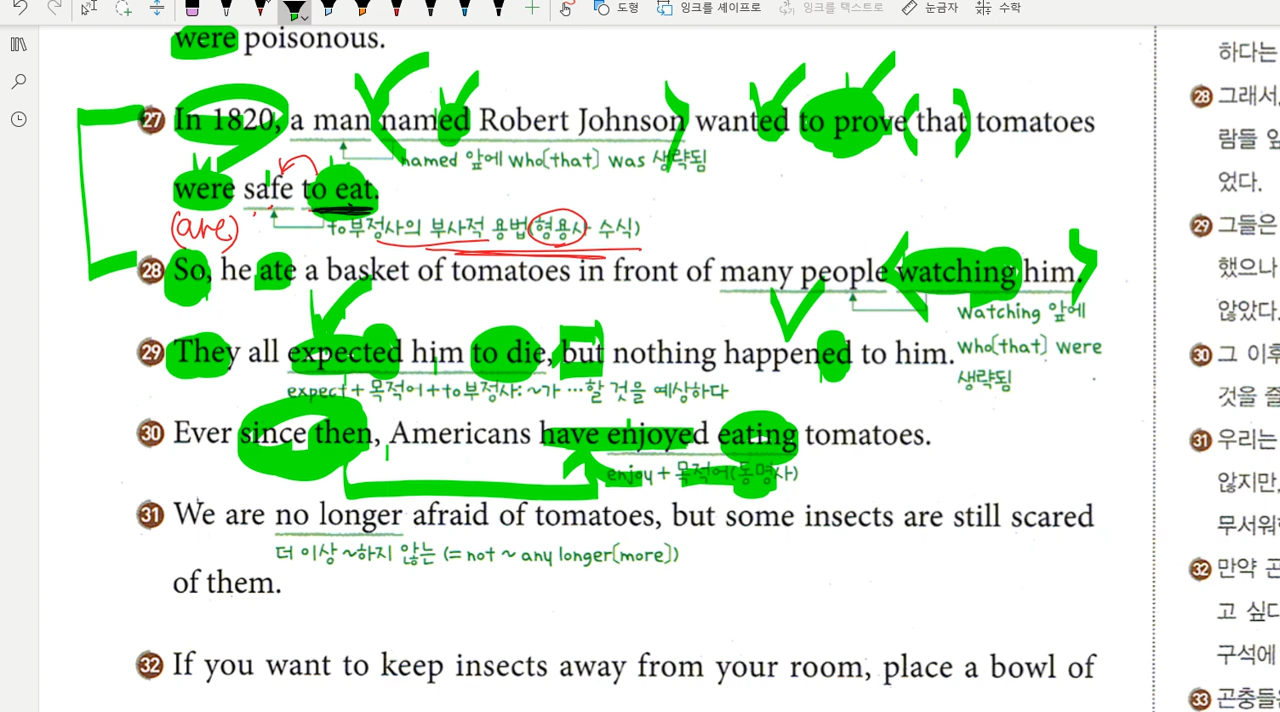 도형 잉크를 셰이프로 잉크를 텍스트로 눈금자 수학
were poisonous.
27 In 1820, a man named Robert Johnson wanted to prove (that) tomatoes
named 앞에 who(that) was 생략됨
were safe to eat.
(are)
to부정사의 부사적 용법(형용사 수식)
28 So, he ate a basket of tomatoes in front of many people watching him.
watching 앞에
who(that) were
생략됨
29 They all expected him to die, but nothing happened to him.
expect + 목적어 + to부정사: ~가 …할 것을 예상하다
30 Ever since then, Americans have enjoyed eating tomatoes.
enjoy + 목적어(동명사)
31 We are no longer afraid of tomatoes, but some insects are still scared
더 이상 ~하지 않는 (= not ~ any longer(more))
of them.
32 If you want to keep insects away from your room, place a bowl of
하다는
28 그래서,
람들 앞
었다.
29 그들은
했으나
않았다.
30 그 이후
것을 즐
31 우리는
않지만,
무서워
32 만약 곤
고 싶다
구석에
33 곤충들은